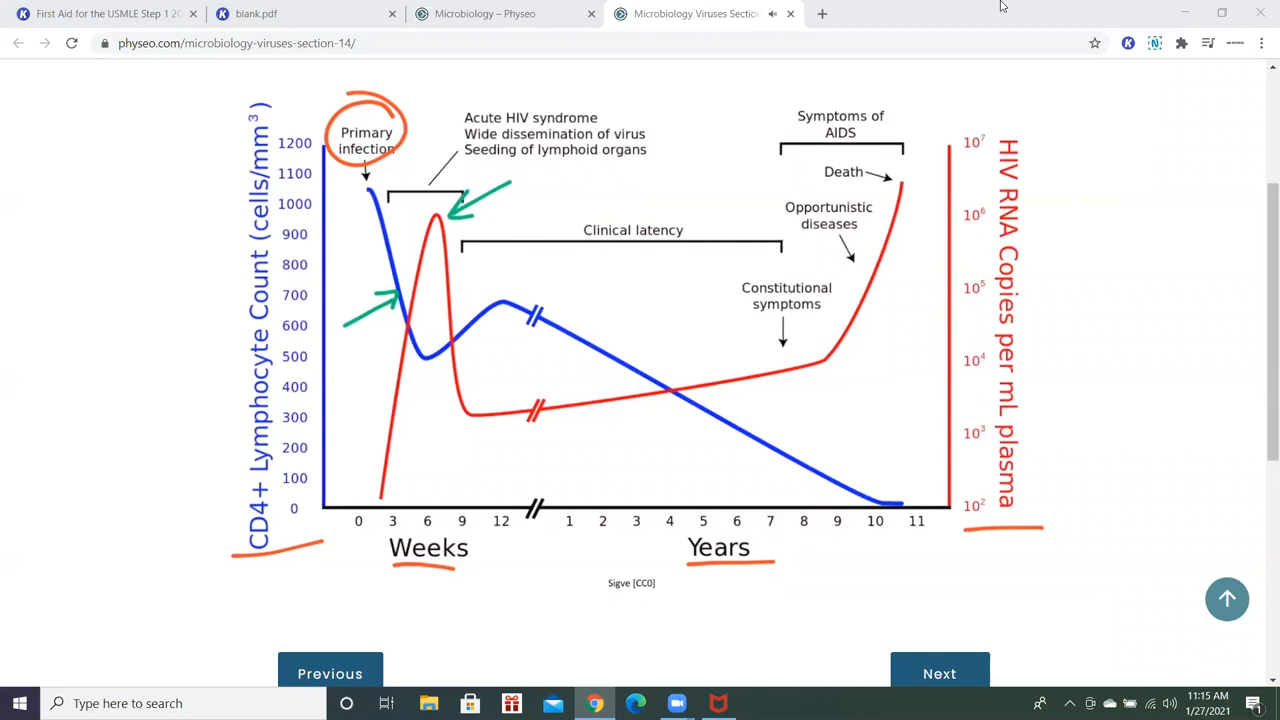 First Aid for the USMLE Step 1 20
blank.pdf
Microbiology – Physeo
Microbiology Viruses Section
physeo.com/microbiology-viruses-section-14/
CD4+ Lymphocyte Count (cells/mm³)
1200
1100
1000
900
800
700
600
500
400
300
200
100
0
Primary
infection
Acute HIV syndrome
Wide dissemination of virus
Seeding of lymphoid organs
Clinical latency
Symptoms of
AIDS
Death
Opportunistic
diseases
Constitutional
symptoms
10⁷
10⁶
10⁵
10⁴
10³
10²
HIV RNA Copies per mL plasma
0 3 6 9 12 1 2 3 4 5 6 7 8 9 10 11
Weeks Years
Sigve [CC0]
Previous
Next
Type here to search
11:15 AM
1/27/2021
1